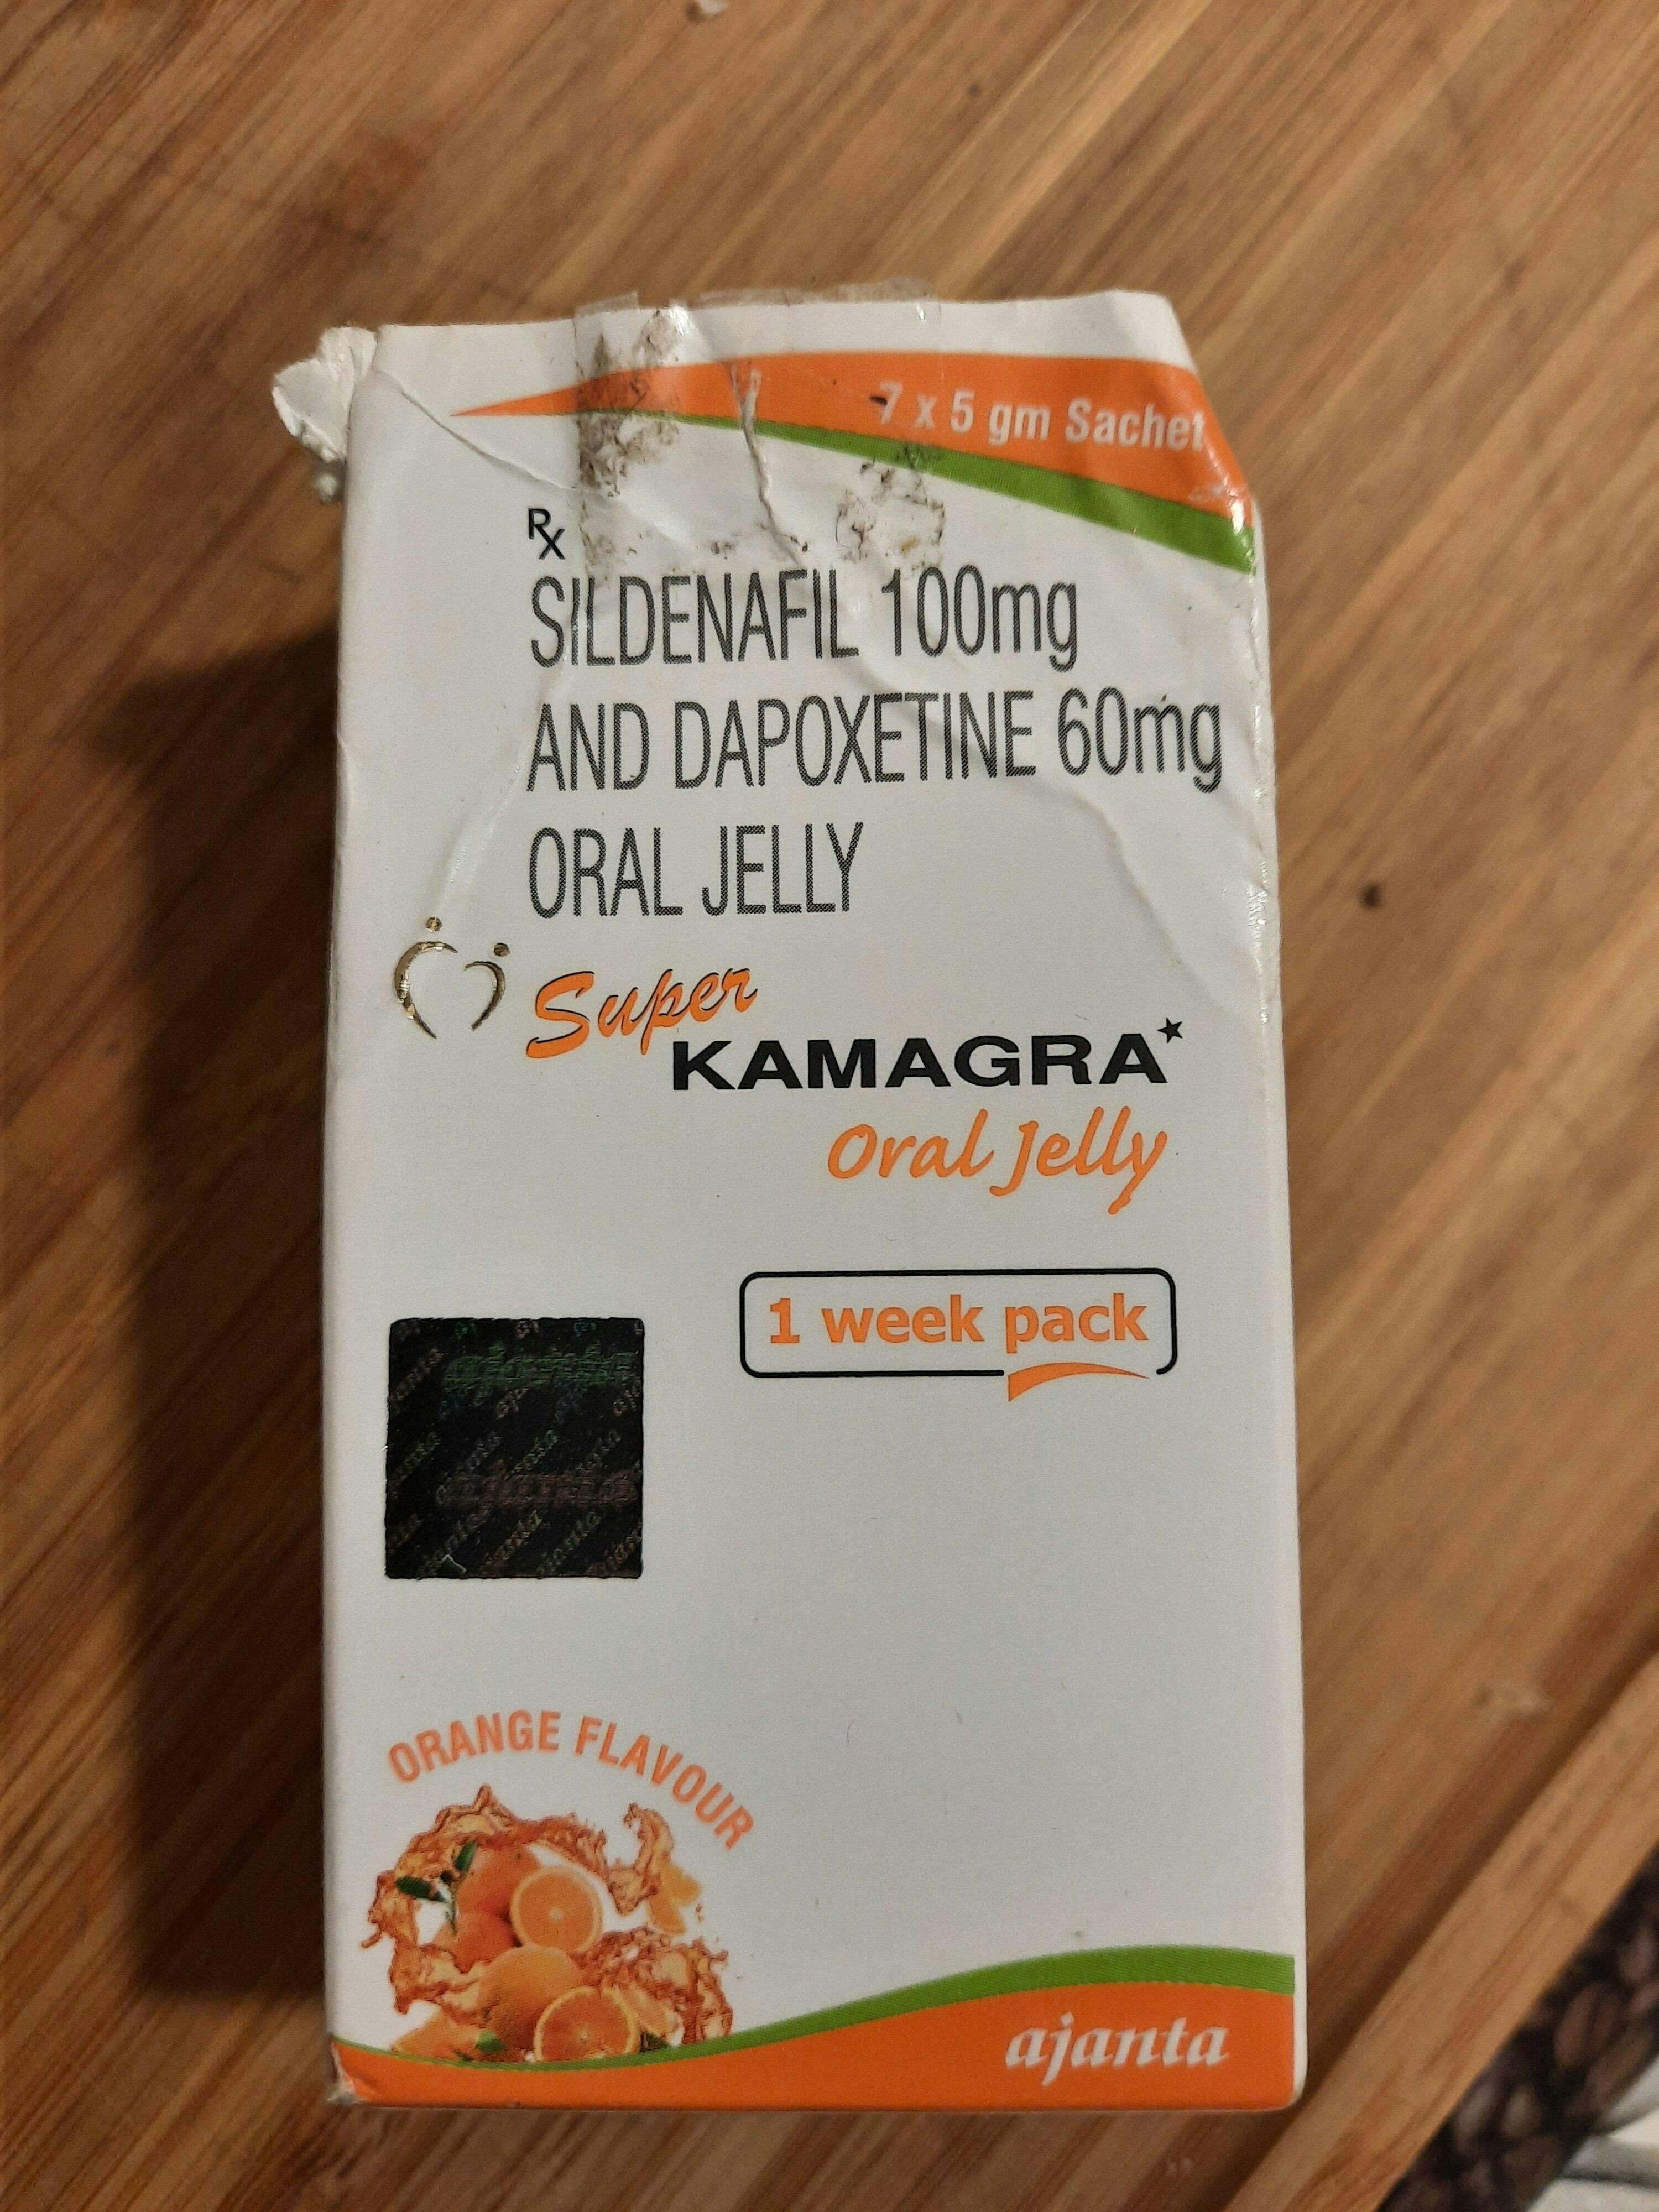 7 x 5 gm Sachet
Rx
SILDENAFIL 100mg
AND DAPOXETINE 60mg
ORAL JELLY
Super
KAMAGRA*
Oral Jelly
1 week pack
ajanta
ORANGE FLAVOUR
ajanta